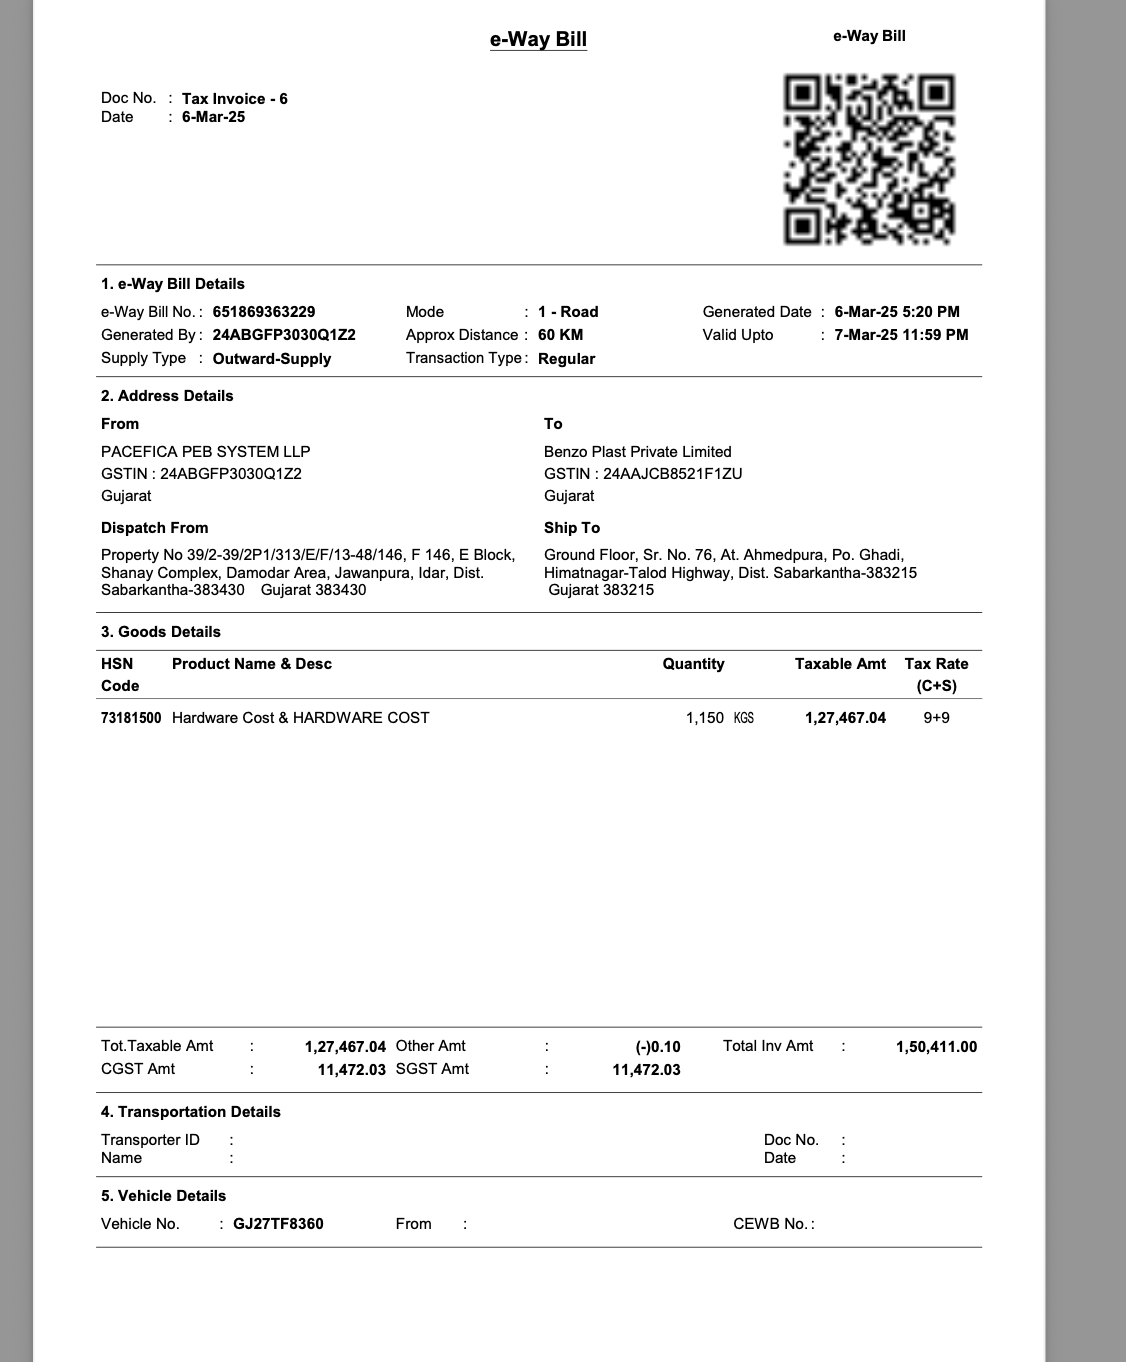 e-Way Bill
e-Way Bill
Doc No. : Tax Invoice - 6
Date : 6-Mar-25
1. e-Way Bill Details
e-Way Bill No. : 651869363229 Mode : 1 - Road Generated Date : 6-Mar-25 5:20 PM
Generated By : 24ABGFP3030Q1Z2 Approx Distance : 60 KM Valid Upto : 7-Mar-25 11:59 PM
Supply Type : Outward-Supply Transaction Type : Regular
2. Address Details
From
PACEFICA PEB SYSTEM LLP
GSTIN : 24ABGFP3030Q1Z2
Gujarat
To
Benzo Plast Private Limited
GSTIN : 24AAJCB8521F1ZU
Gujarat
Dispatch From
Property No 39/2-39/2P1/313/E/F/13-48/146, F 146, E Block,
Shanay Complex, Damodar Area, Jawanpura, Idar, Dist.
Sabarkantha-383430 Gujarat 383430
Ship To
Ground Floor, Sr. No. 76, At. Ahmedpura, Po. Ghadi,
Himatnagar-Talod Highway, Dist. Sabarkantha-383215
Gujarat 383215
3. Goods Details
HSN Product Name & Desc Quantity Taxable Amt Tax Rate
Code (C+S)
73181500 Hardware Cost & HARDWARE COST 1,150 KGS 1,27,467.04 9+9
Tot.Taxable Amt : 1,27,467.04 Other Amt : (-)0.10 Total Inv Amt : 1,50,411.00
CGST Amt : 11,472.03 SGST Amt : 11,472.03
4. Transportation Details
Transporter ID : Doc No. :
Name : Date :
5. Vehicle Details
Vehicle No. : GJ27TF8360 From : CEWB No. :